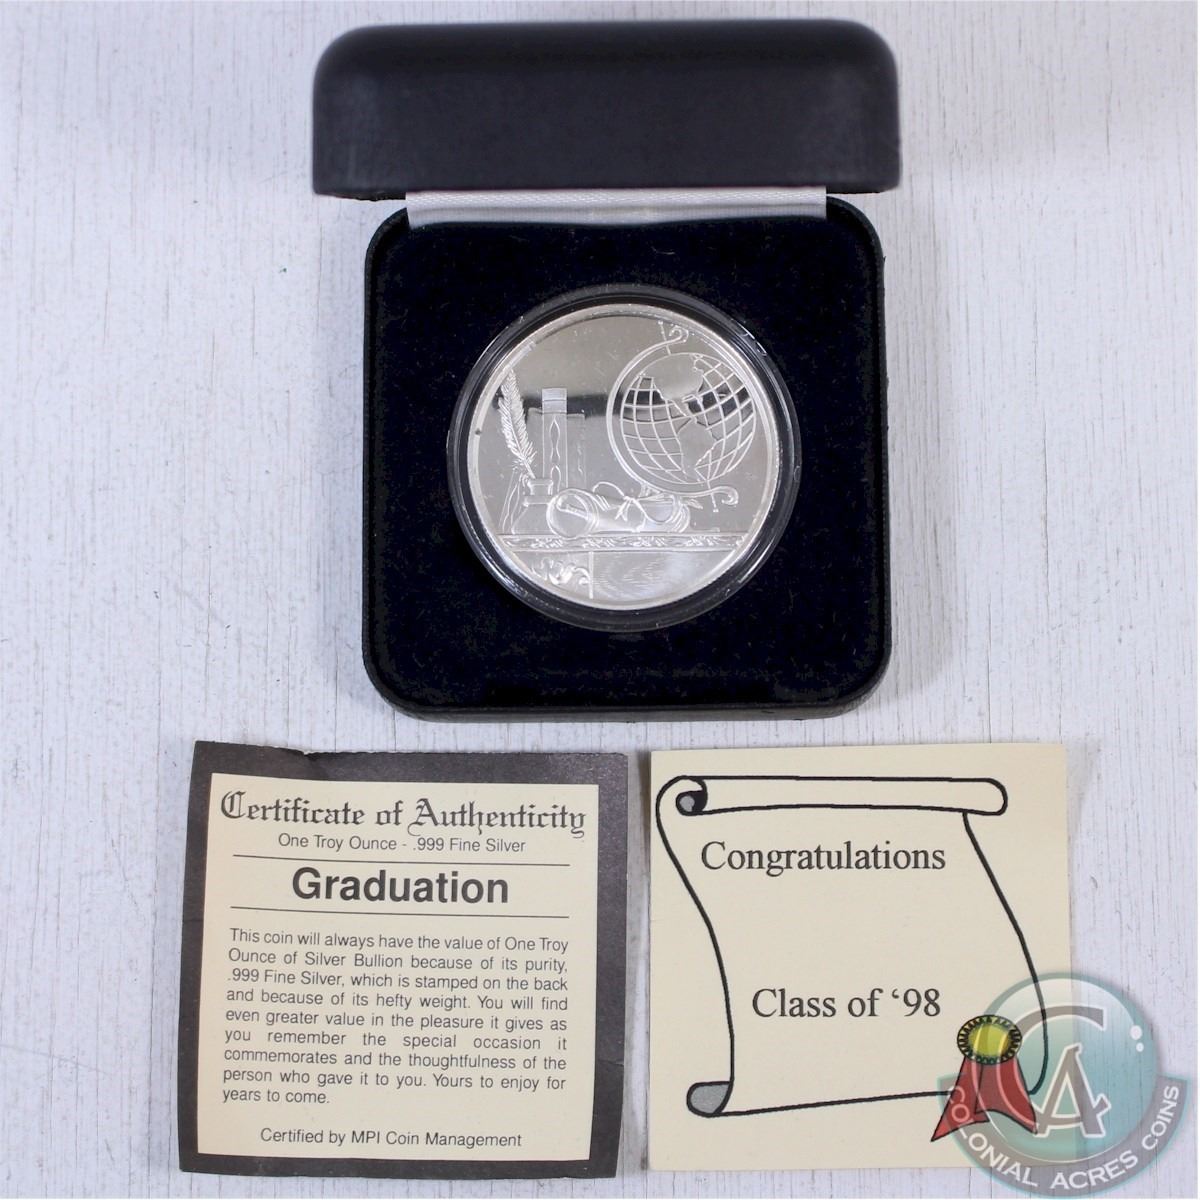 Certificate of Authenticity
One Troy Ounce - .999 Fine Silver
Graduation
This coin will always have the value of One Troy
Ounce of Silver Bullion because of its purity,
.999 Fine Silver, which is stamped on the back
and because of its hefty weight. You will find
even greater value in the pleasure it gives as
you remember the special occasion it
commemorates and the thoughtfulness of the
person who gave it to you. Yours to enjoy for
years to come.
Certified by MPI Coin Management
Congratulations
Class of ‘98
CA
COLONIAL ACRES COINS